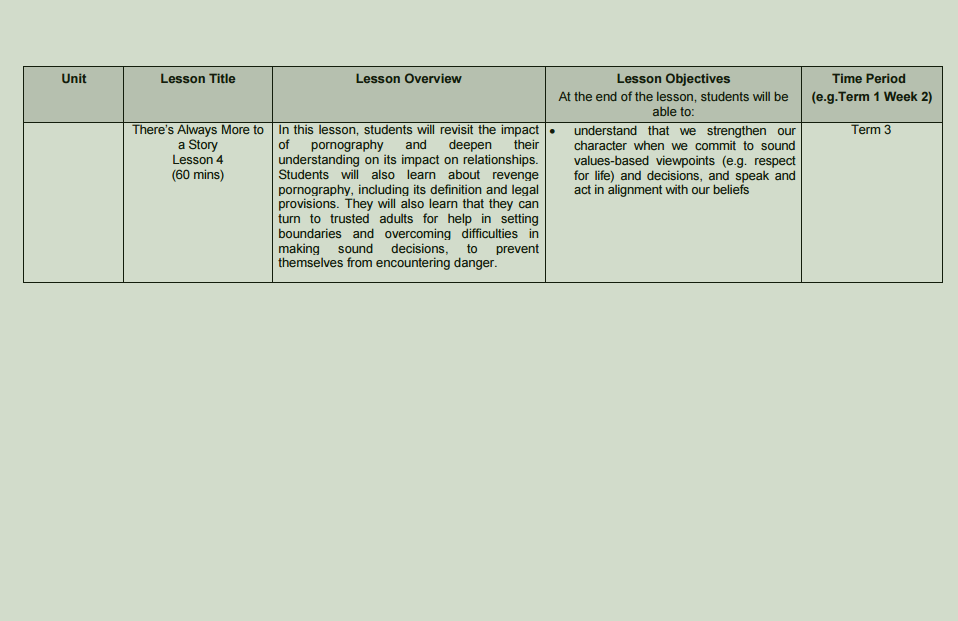 Unit
Lesson Title
Lesson Overview
Lesson Objectives
At the end of the lesson, students will be
able to:
Time Period
(e.g.Term 1 Week 2)
There's Always More to
a Story
Lesson 4
(60 mins)
In this lesson, students will revisit the impact
of pornography and deepen their
understanding on its impact on relationships.
Students will also learn about revenge
pornography, including its definition and legal
provisions. They will also learn that they can
turn to trusted adults for help in setting
boundaries and overcoming difficulties in
making sound decisions, to prevent
themselves from encountering danger.
• understand that we strengthen our
character when we commit to sound
values-based viewpoints (e.g. respect
for life) and decisions, and speak and
act in alignment with our beliefs
Term 3